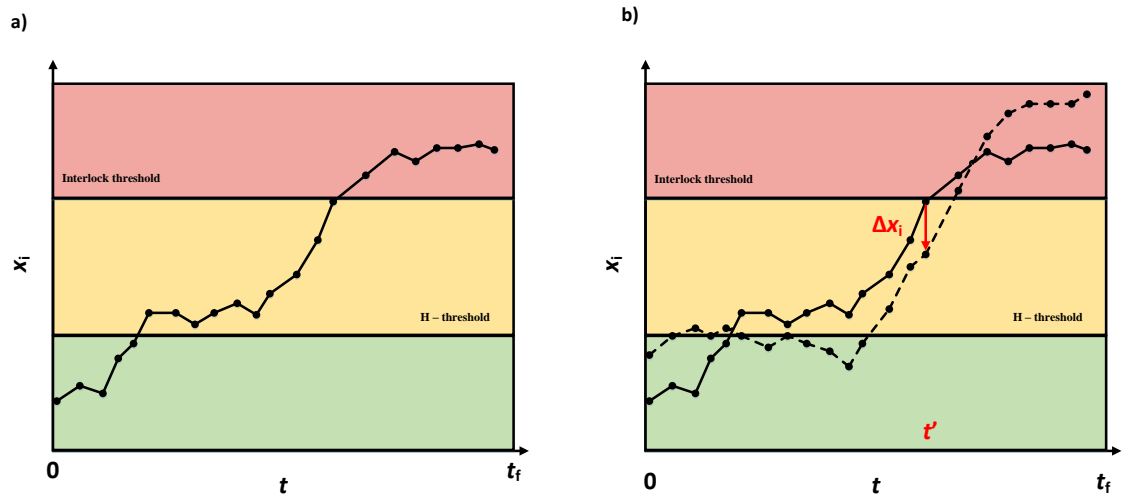 a)
Interlock threshold
H – threshold
xi
0
t
tf
b)
Interlock threshold
Δxi
H – threshold
xi
t’
0
t
tf